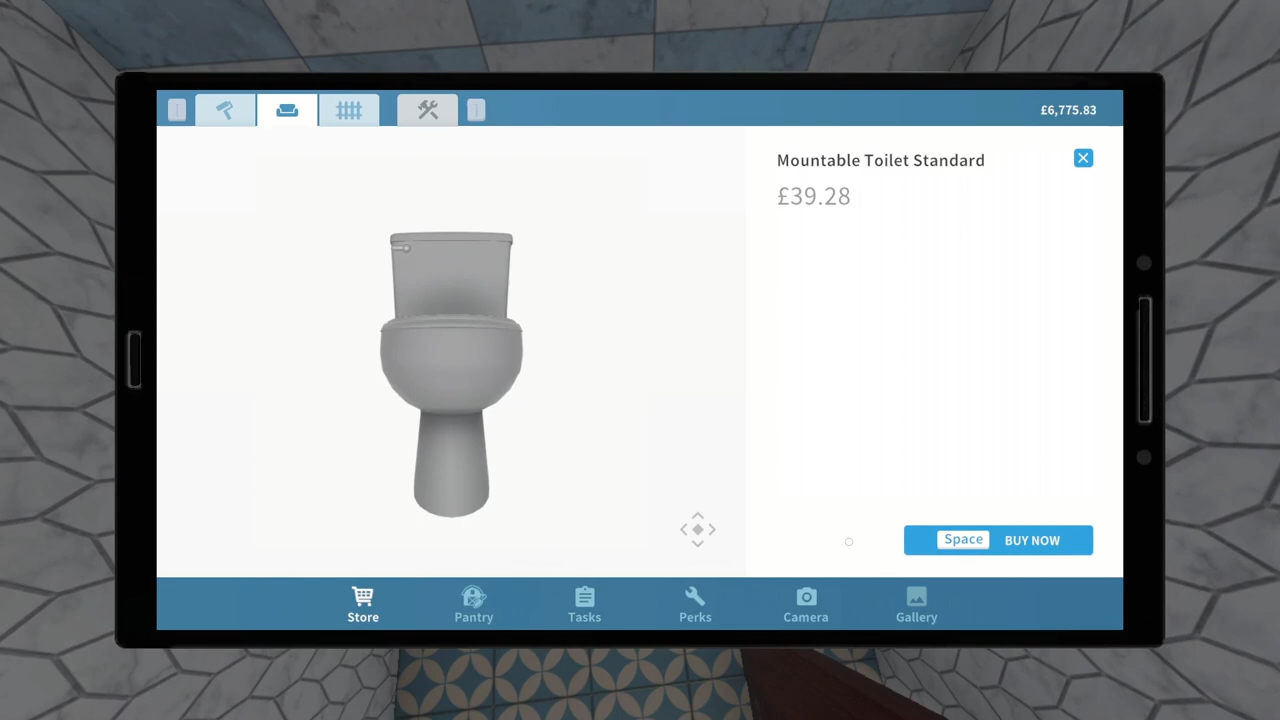 £6,775.83
Mountable Toilet Standard
£39.28
Space BUY NOW
Store Pantry Tasks Perks Camera Gallery